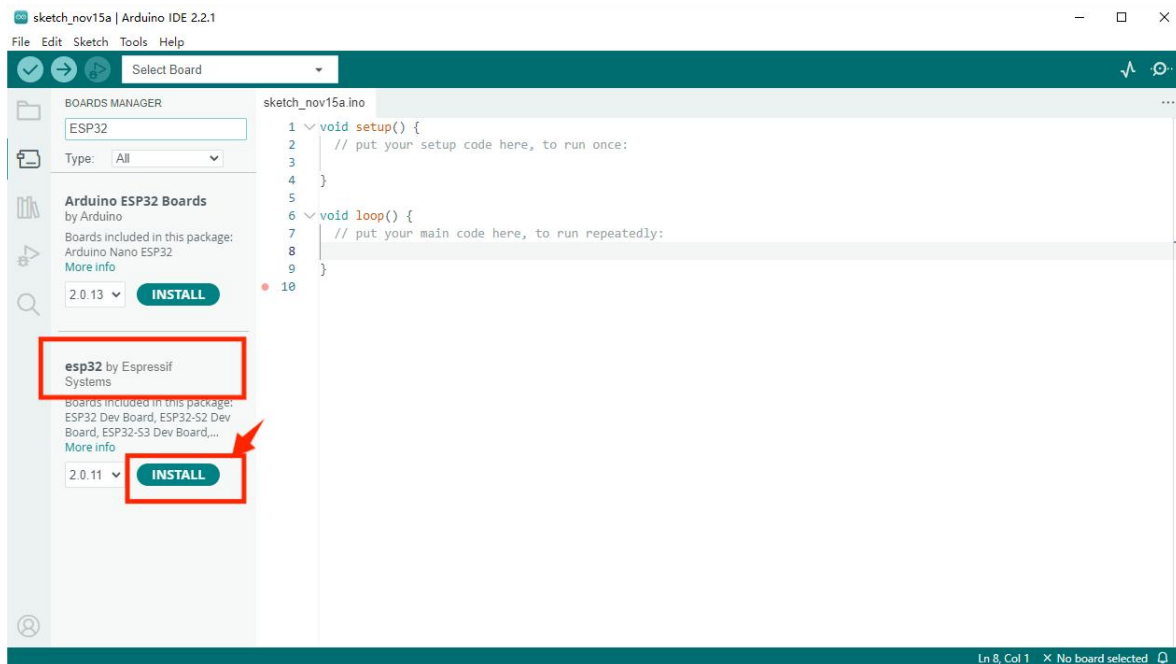 sketch_nov15a | Arduino IDE 2.2.1
File Edit Sketch Tools Help
Select Board
BOARDS MANAGER
ESP32
Type: All
Arduino ESP32 Boards
by Arduino
Boards included in this package:
Arduino Nano ESP32
More info
2.0.13 INSTALL
esp32 by Espressif
Systems
Boards included in this package:
ESP32 Dev Board, ESP32-S2 Dev
Board, ESP32-S3 Dev Board,...
More info
2.0.11 INSTALL
sketch_nov15a.ino
1 void setup() {
2 // put your setup code here, to run once:
3
4 }
5
6 void loop() {
7 // put your main code here, to run repeatedly:
8
9 }
10
Ln 8, Col 1 × No board selected